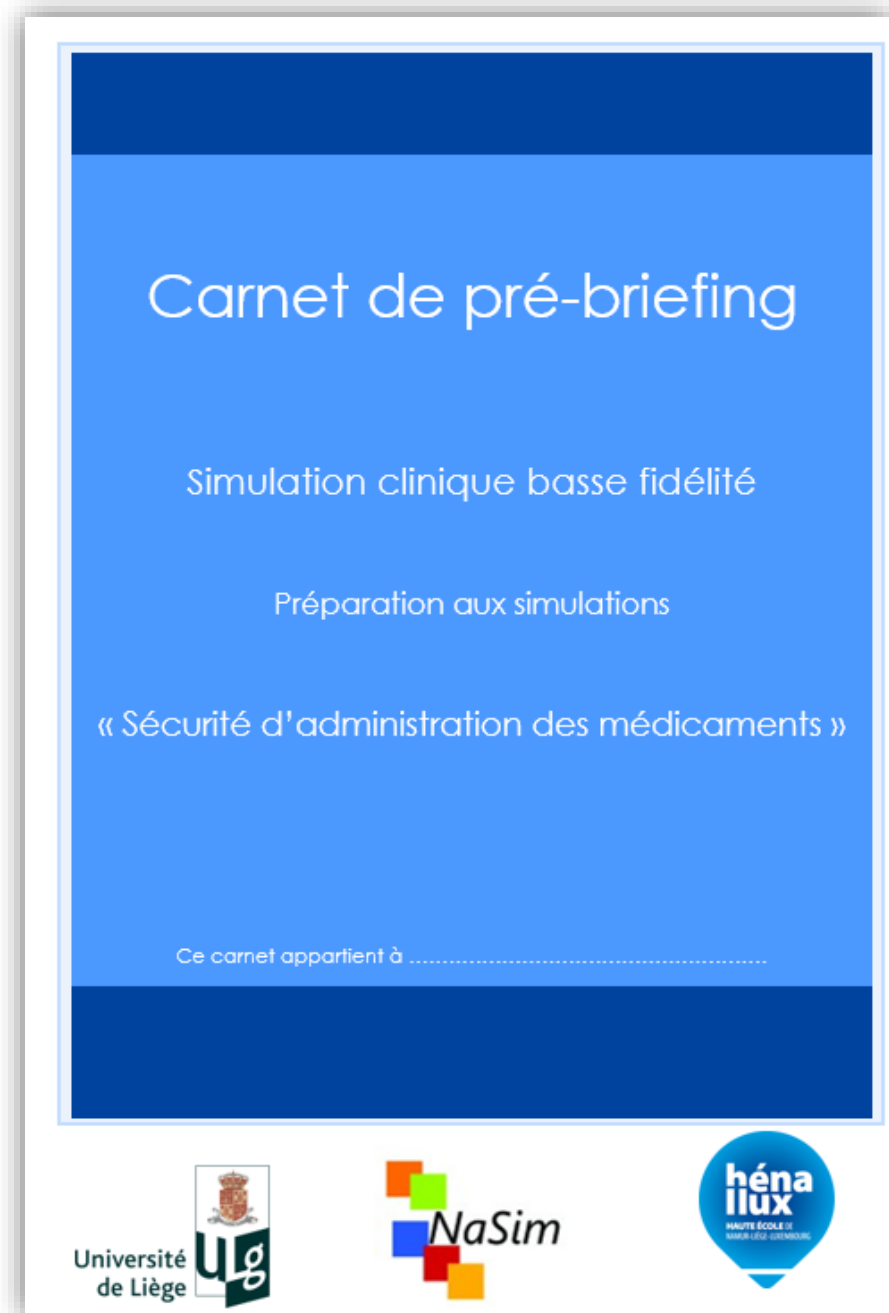 Carnet de pré-briefing
Simulation clinique basse fidélité
Préparation aux simulations
« Sécurité d'administration des médicaments »
Ce carnet appartient à ......................................................
Université
de Liège
ULg
NaSim
héna
llux
HAUTE ÉCOLE DE
NAMUR-LIÈGE-LUXEMBOURG